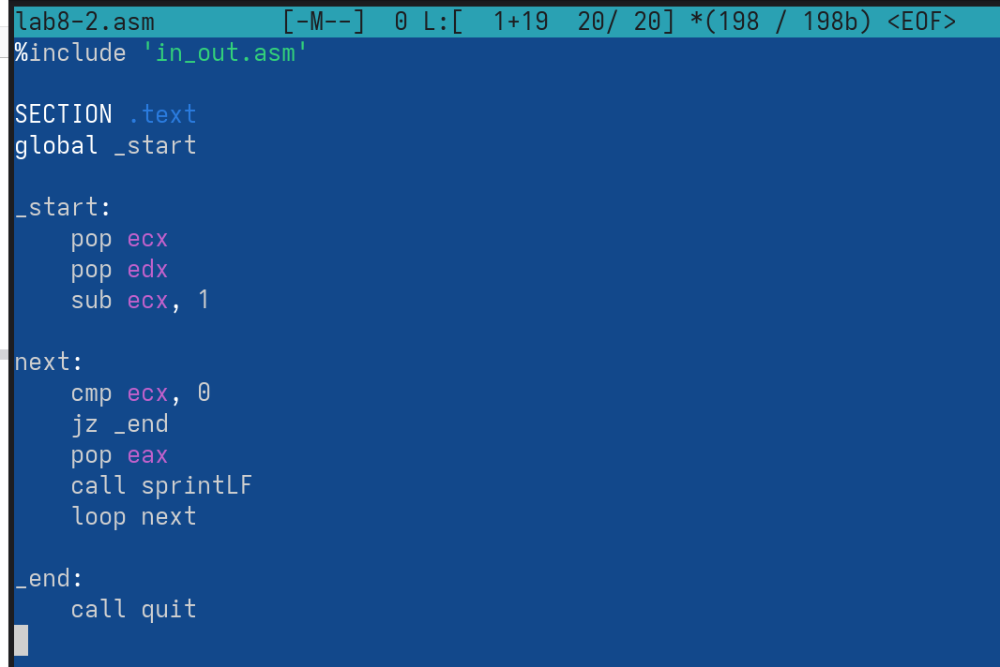 lab8-2.asm [-M--] 0 L:[ 1+19 20/ 20] *(198 / 198b) <EOF>
%include 'in_out.asm'
SECTION .text
global _start
_start:
pop ecx
pop edx
sub ecx, 1
next:
cmp ecx, 0
jz _end
pop eax
call sprintLF
loop next
_end:
call quit